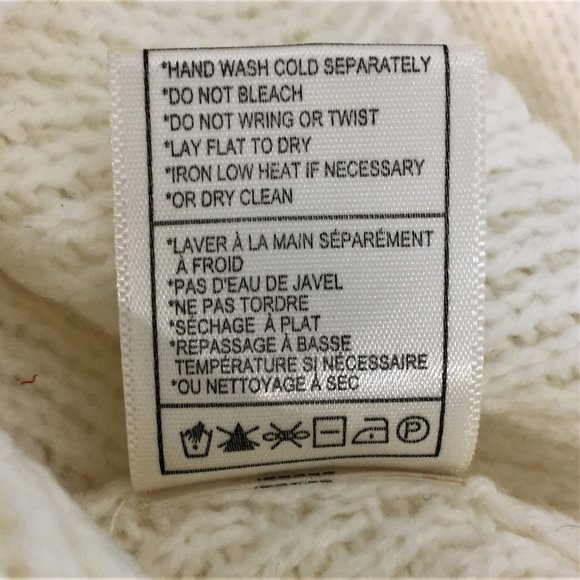 *HAND WASH COLD SEPARATELY
*DO NOT BLEACH
*DO NOT WRING OR TWIST
*LAY FLAT TO DRY
*IRON LOW HEAT IF NECESSARY
*OR DRY CLEAN
*LAVER À LA MAIN SÉPARÉMENT
À FROID
*PAS D'EAU DE JAVEL
*NE PAS TORDRE
*SÉCHAGE À PLAT
*REPASSAGE À BASSE
TEMPÉRATURE SI NÉCESSAIRE
*OU NETTOYAGE À SEC
P